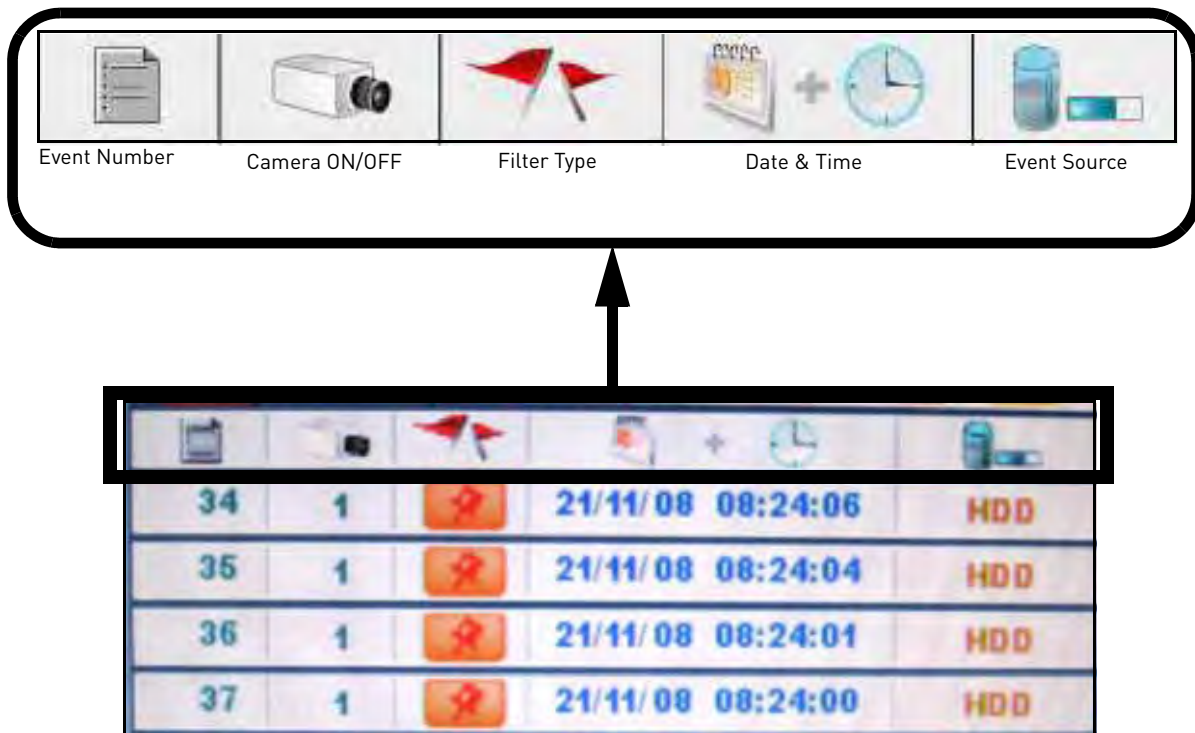 Event Number Camera ON/OFF Filter Type Date & Time Event Source
34 1 21/11/08 08:24:06 HDD
35 1 21/11/08 08:24:04 HDD
36 1 21/11/08 08:24:01 HDD
37 1 21/11/08 08:24:00 HDD